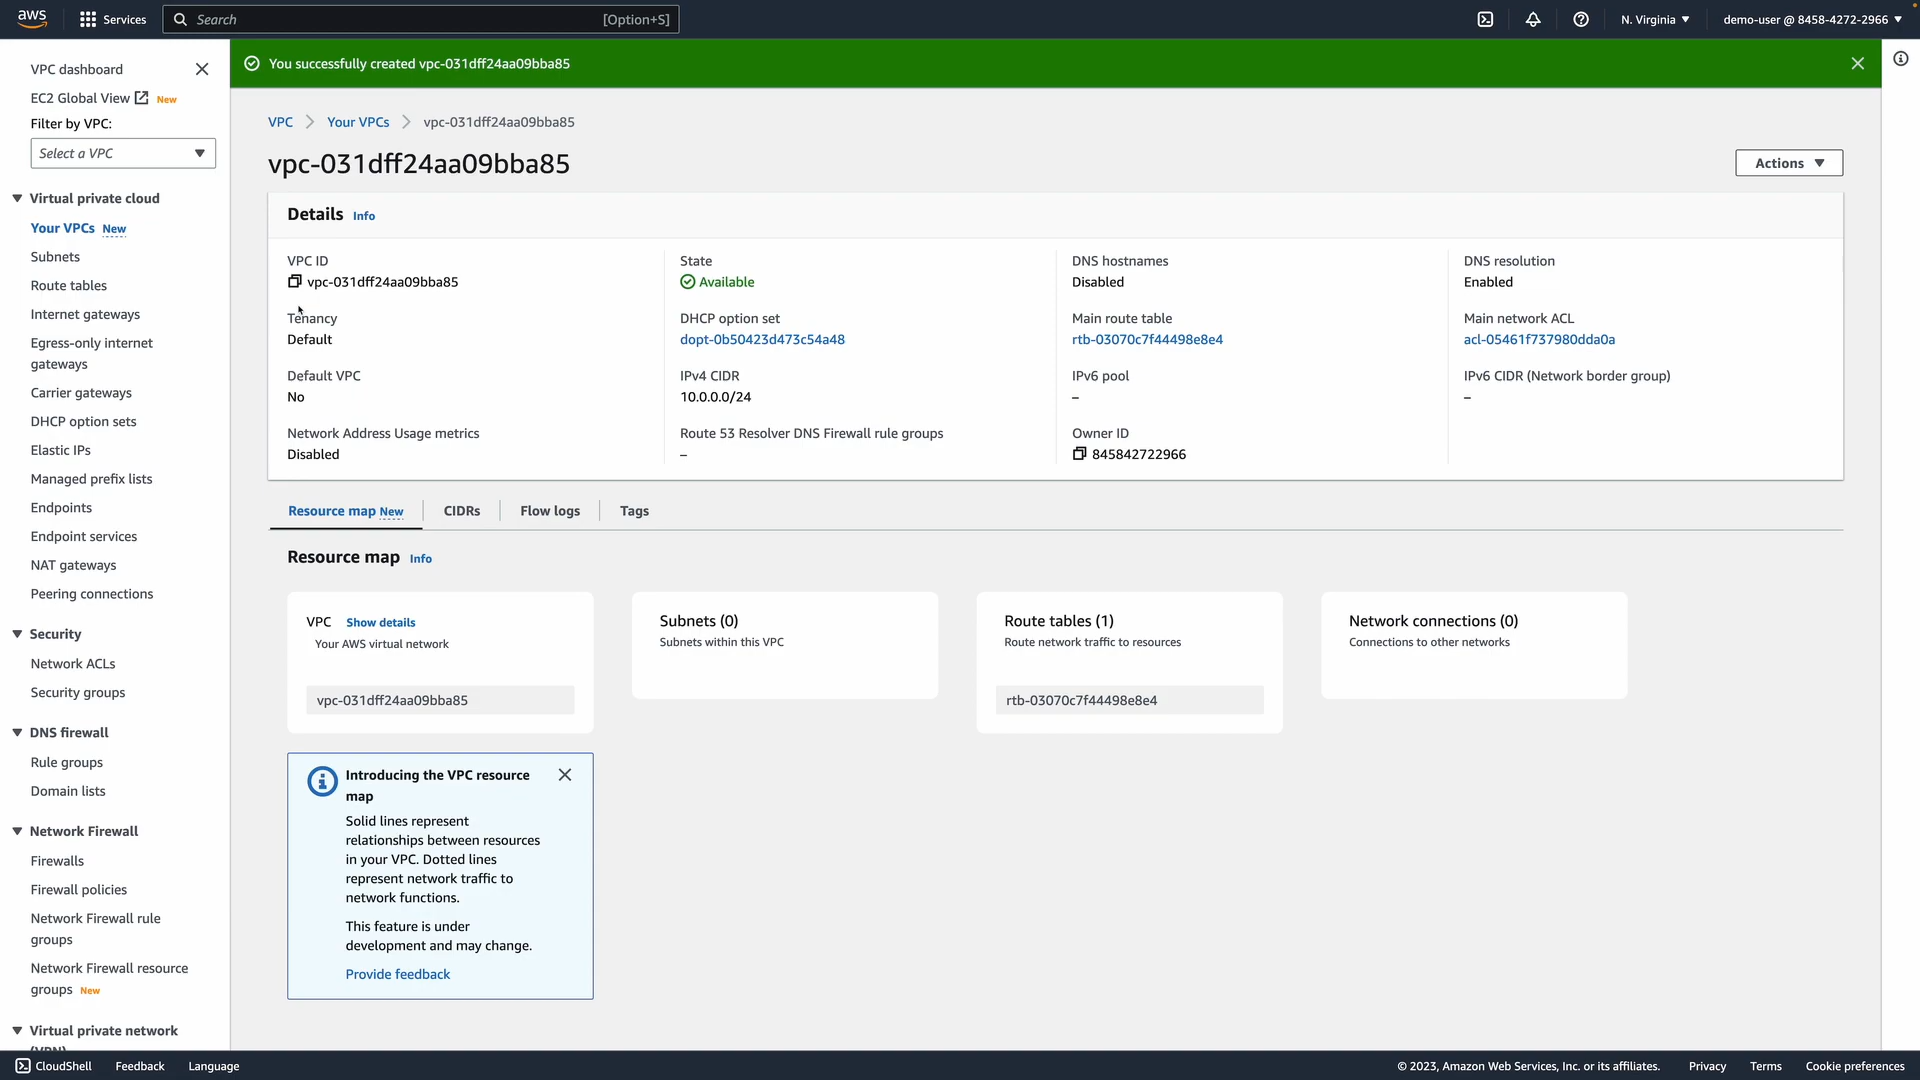 aws
Services
Search [Option+S]
N. Virginia
demo-user @ 8458-4272-2966
VPC dashboard
EC2 Global View New
Filter by VPC:
Select a VPC
Virtual private cloud
Your VPCs New
Subnets
Route tables
Internet gateways
Egress-only internet
gateways
Carrier gateways
DHCP option sets
Elastic IPs
Managed prefix lists
Endpoints
Endpoint services
NAT gateways
Peering connections
Security
Network ACLs
Security groups
DNS firewall
Rule groups
Domain lists
Network Firewall
Firewalls
Firewall policies
Network Firewall rule
groups
Network Firewall resource
groups New
Virtual private network
(VPN)
You successfully created vpc-031dff24aa09bba85
VPC Your VPCs vpc-031dff24aa09bba85
vpc-031dff24aa09bba85
Actions
Details Info
VPC ID
vpc-031dff24aa09bba85
State
Available
DNS hostnames
Disabled
DNS resolution
Enabled
Tenancy
Default
DHCP option set
dopt-0b50423d473c54a48
Main route table
rtb-03070c7f44498e8e4
Main network ACL
acl-05461f737980dda0a
Default VPC
No
IPv4 CIDR
10.0.0.0/24
IPv6 pool
–
IPv6 CIDR (Network border group)
–
Network Address Usage metrics
Disabled
Route 53 Resolver DNS Firewall rule groups
–
Owner ID
845842722966
Resource map New
CIDRs
Flow logs
Tags
Resource map Info
VPC Show details
Your AWS virtual network
vpc-031dff24aa09bba85
Subnets (0)
Subnets within this VPC
Route tables (1)
Route network traffic to resources
rtb-03070c7f44498e8e4
Network connections (0)
Connections to other networks
Introducing the VPC resource
map
Solid lines represent
relationships between resources
in your VPC. Dotted lines
represent network traffic to
network functions.
This feature is under
development and may change.
Provide feedback
CloudShell
Feedback
Language
© 2023, Amazon Web Services, Inc. or its affiliates.
Privacy
Terms
Cookie preferences